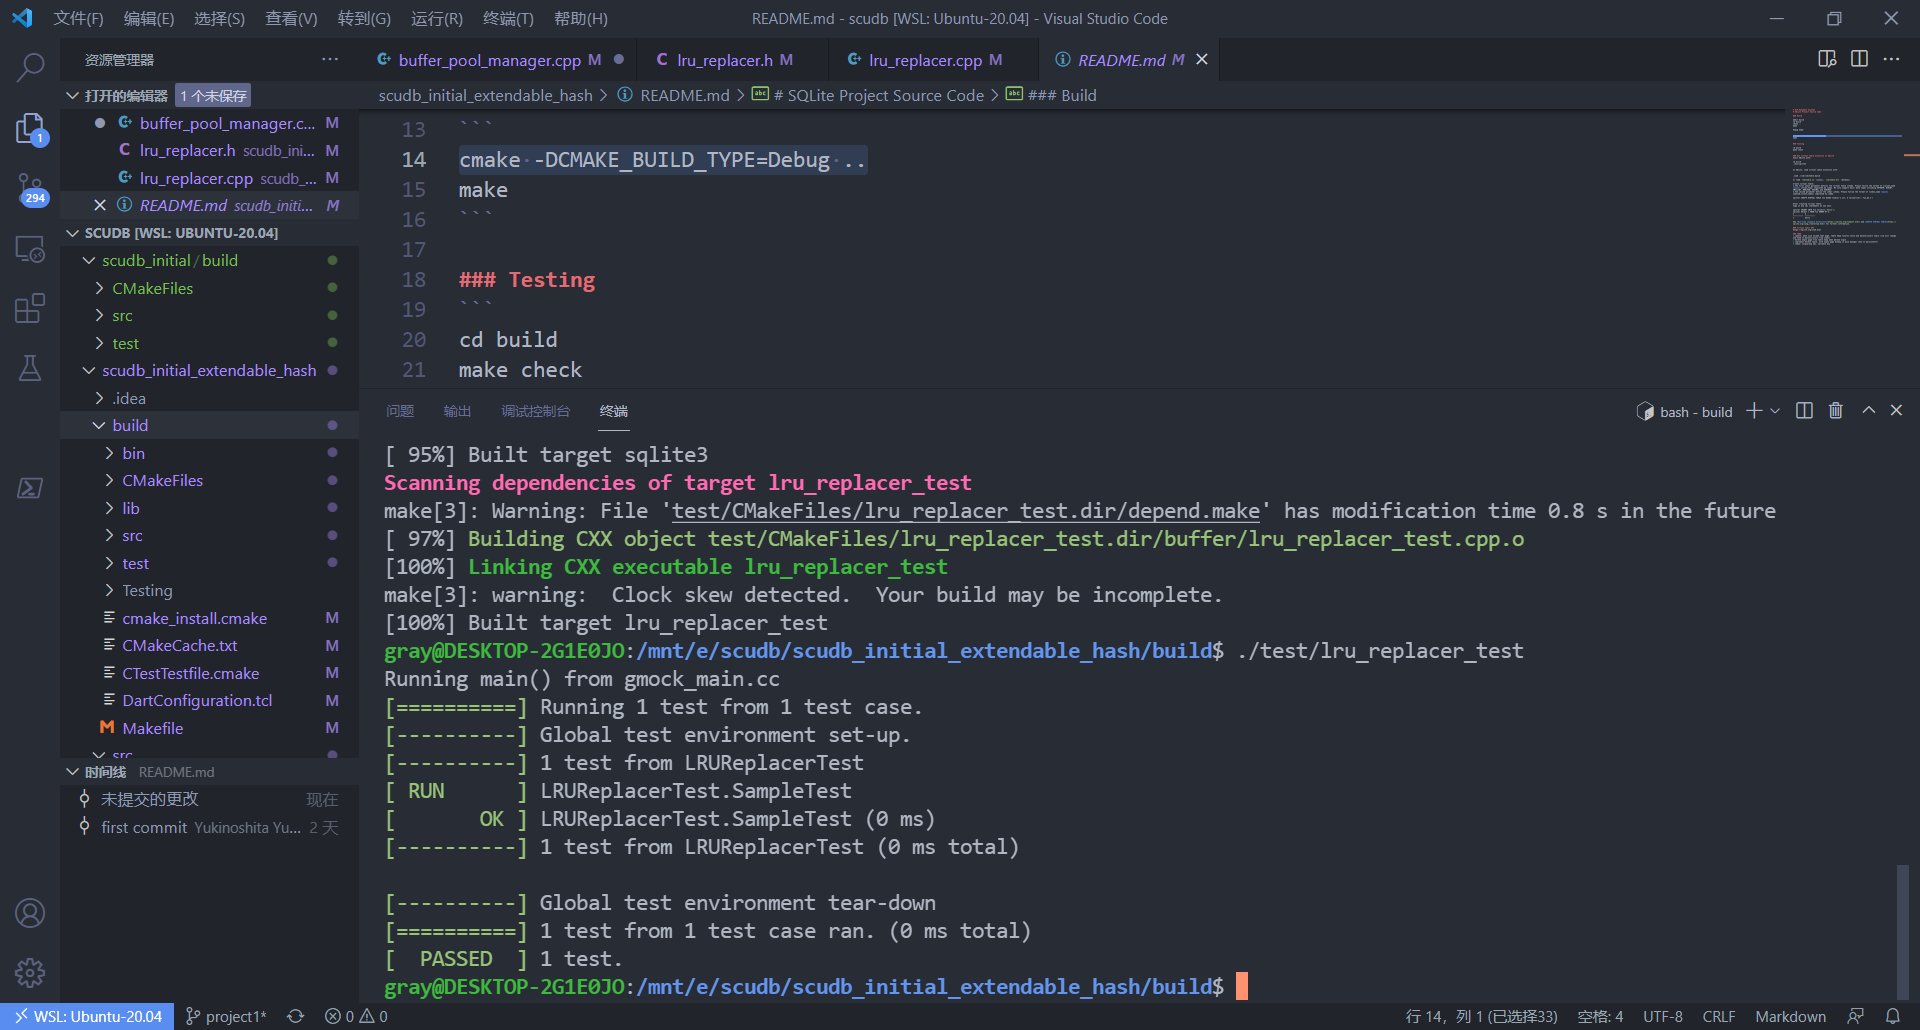 文件(F) 编辑(E) 选择(S) 查看(V) 转到(G) 运行(R) 终端(T) 帮助(H) README.md - scudb [WSL: Ubuntu-20.04] - Visual Studio Code
资源管理器 ···
buffer_pool_manager.cpp M lru_replacer.h M lru_replacer.cpp M README.md M
打开的编辑器 1 个未保存
buffer_pool_manager.c... M
lru_replacer.h scudb_ini... M
lru_replacer.cpp scudb_... M
README.md scudb_initi... M
SCUDB [WSL: UBUNTU-20.04]
scudb_initial / build
CMakeFiles
src
test
scudb_initial_extendable_hash
.idea
build
bin
CMakeFiles
lib
src
test
Testing
cmake_install.cmake M
CMakeCache.txt M
CTestTestfile.cmake M
DartConfiguration.tcl M
Makefile M
src
时间线 README.md
未提交的更改 现在
first commit Yukinoshita Yu... 2 天
1
294
scudb_initial_extendable_hash > README.md > # SQLite Project Source Code > ### Build
13 ```
14 cmake -DCMAKE_BUILD_TYPE=Debug ..
15 make
16 ```
17
18 ### Testing
19 ```
20 cd build
21 make check
问题 输出 调试控制台 终端 bash - build
[ 95%] Built target sqlite3
Scanning dependencies of target lru_replacer_test
make[3]: Warning: File 'test/CMakeFiles/lru_replacer_test.dir/depend.make' has modification time 0.8 s in the future
[ 97%] Building CXX object test/CMakeFiles/lru_replacer_test.dir/buffer/lru_replacer_test.cpp.o
[100%] Linking CXX executable lru_replacer_test
make[3]: warning:  Clock skew detected.  Your build may be incomplete.
[100%] Built target lru_replacer_test
gray@DESKTOP-2G1E0JO:/mnt/e/scudb/scudb_initial_extendable_hash/build$ ./test/lru_replacer_test
Running main() from gmock_main.cc
[==========] Running 1 test from 1 test case.
[----------] Global test environment set-up.
[----------] 1 test from LRUReplacerTest
[ RUN      ] LRUReplacerTest.SampleTest
[       OK ] LRUReplacerTest.SampleTest (0 ms)
[----------] 1 test from LRUReplacerTest (0 ms total)
[----------] Global test environment tear-down
[==========] 1 test from 1 test case ran. (0 ms total)
[  PASSED  ] 1 test.
gray@DESKTOP-2G1E0JO:/mnt/e/scudb/scudb_initial_extendable_hash/build$
WSL: Ubuntu-20.04 project1* 0 0 行 14，列 1 (已选择33) 空格: 4 UTF-8 CRLF Markdown